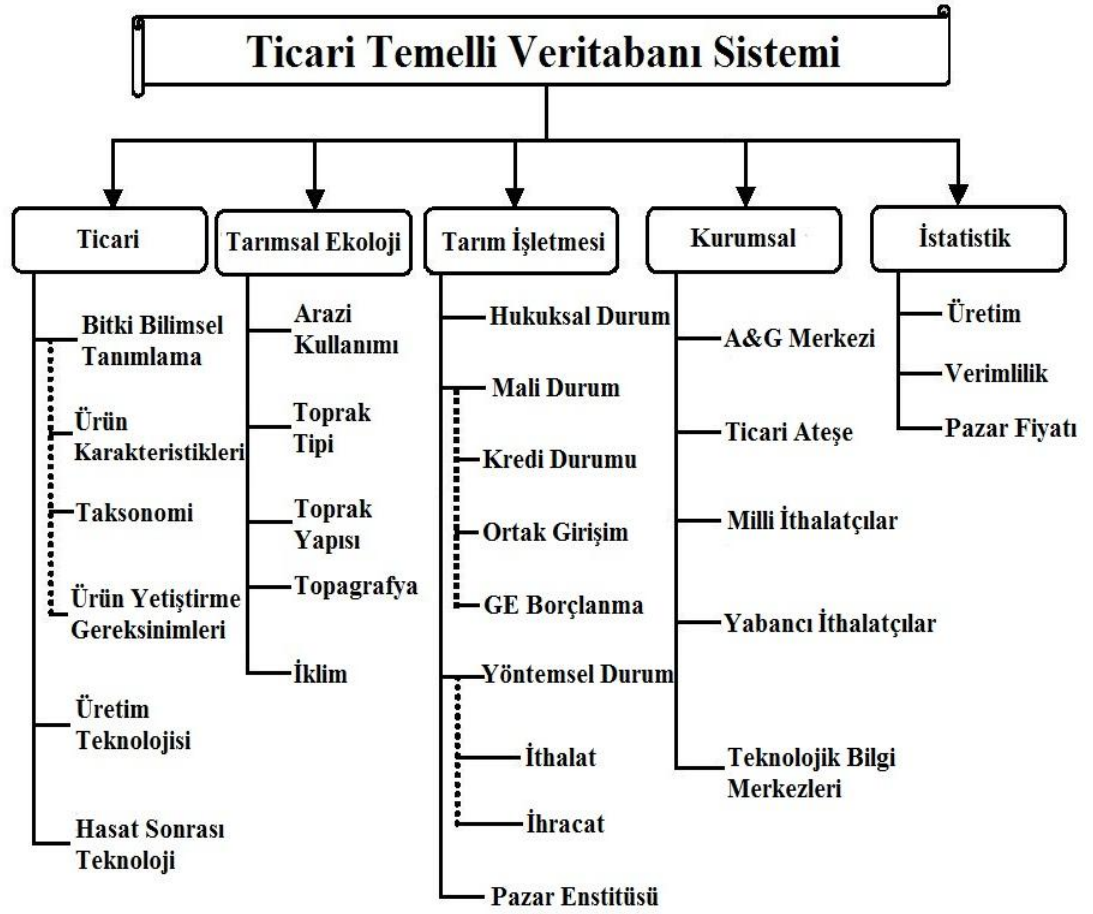 Ticari Temelli Veritabanı Sistemi
Ticari
Bitki Bilimsel
Tanımlama
Ürün
Karakteristikleri
Taksonomi
Ürün Yetiştirme
Gereksinimleri
Üretim
Teknolojisi
Hasat Sonrası
Teknoloji
Tarımsal Ekoloji
Arazi
Kullanımı
Toprak
Tipi
Toprak
Yapısı
Topagrafya
İklim
Tarım İşletmesi
Hukuksal Durum
Mali Durum
Kredi Durumu
Ortak Girişim
GE Borçlanma
Yöntemsel Durum
İthalat
İhracat
Pazar Enstitüsü
Kurumsal
A&G Merkezi
Ticari Ateşe
Milli İthalatçılar
Yabancı İthalatçılar
Teknolojik Bilgi
Merkezleri
İstatistik
Üretim
Verimlilik
Pazar Fiyatı